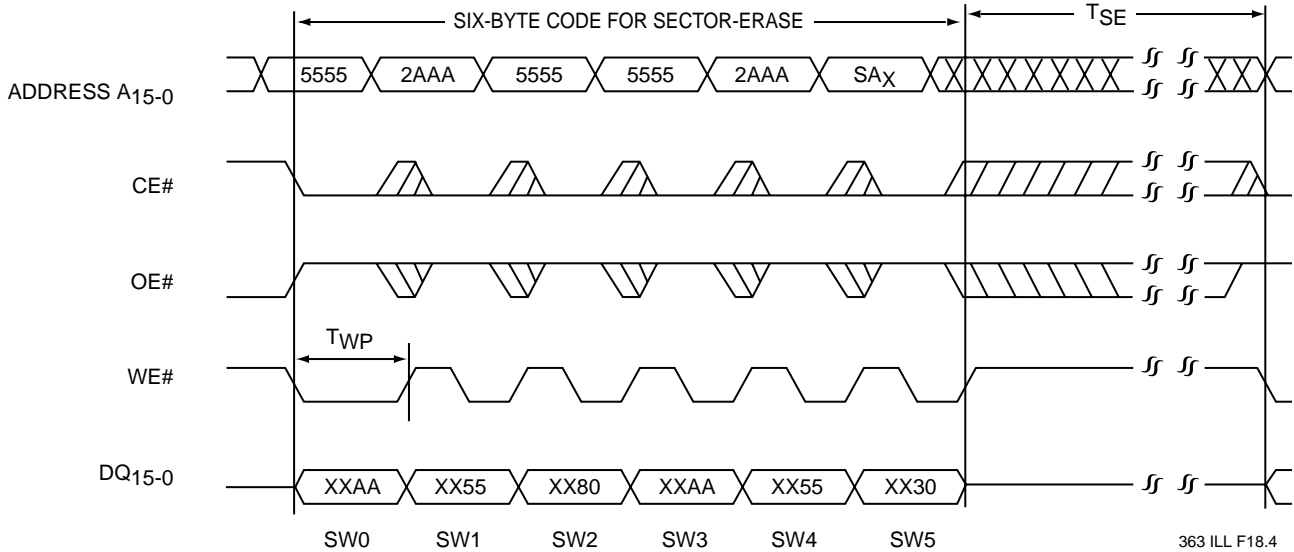 SIX-BYTE CODE FOR SECTOR-ERASE
TSE
ADDRESS A15-0
5555 2AAA 5555 5555 2AAA SAX
CE#
OE#
TWP
WE#
DQ15-0
XXAA XX55 XX80 XXAA XX55 XX30
SW0 SW1 SW2 SW3 SW4 SW5
363 ILL F18.4